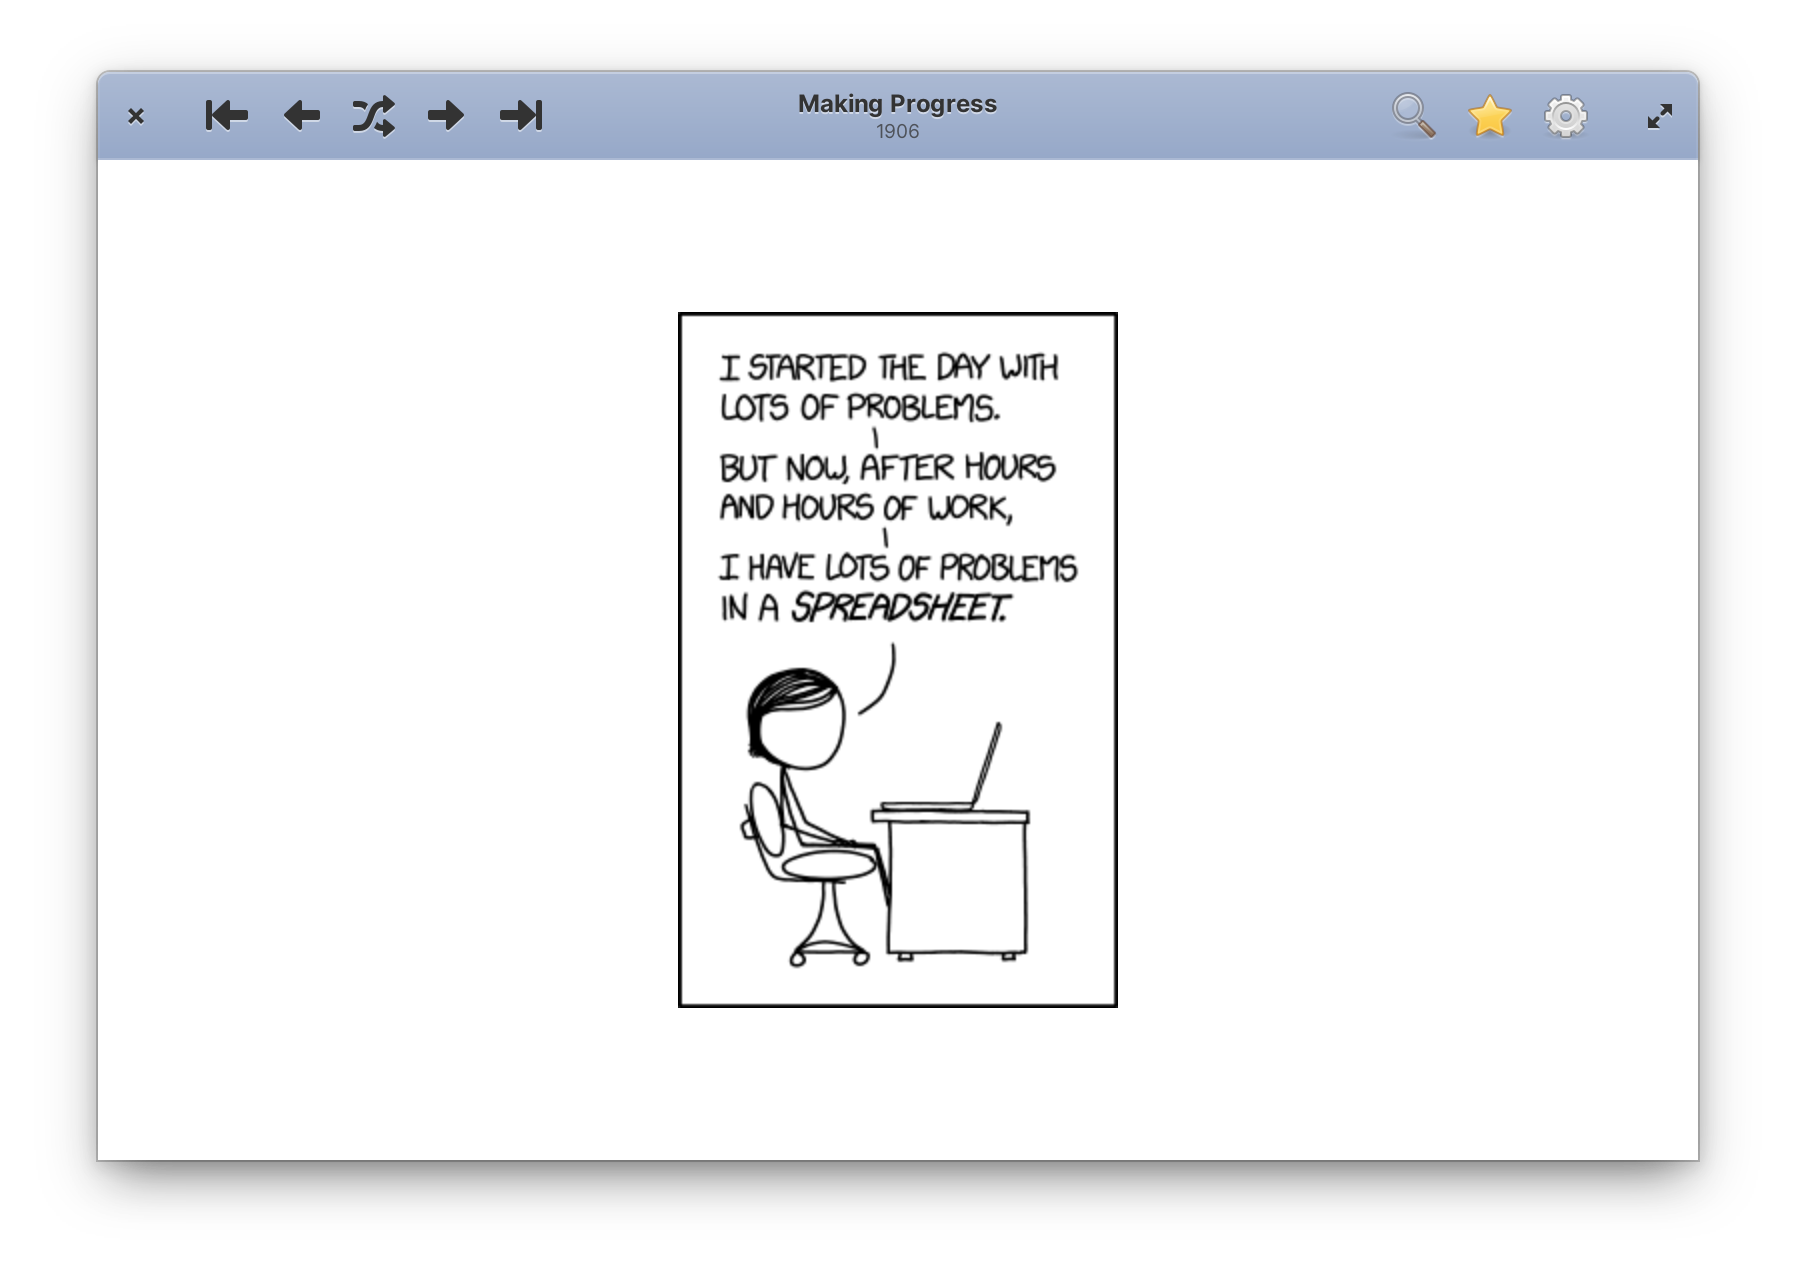 Making Progress
1906
I STARTED THE DAY WITH
LOTS OF PROBLEMS.
BUT NOW, AFTER HOURS
AND HOURS OF WORK,
I HAVE LOTS OF PROBLEMS
IN A SPREADSHEET.